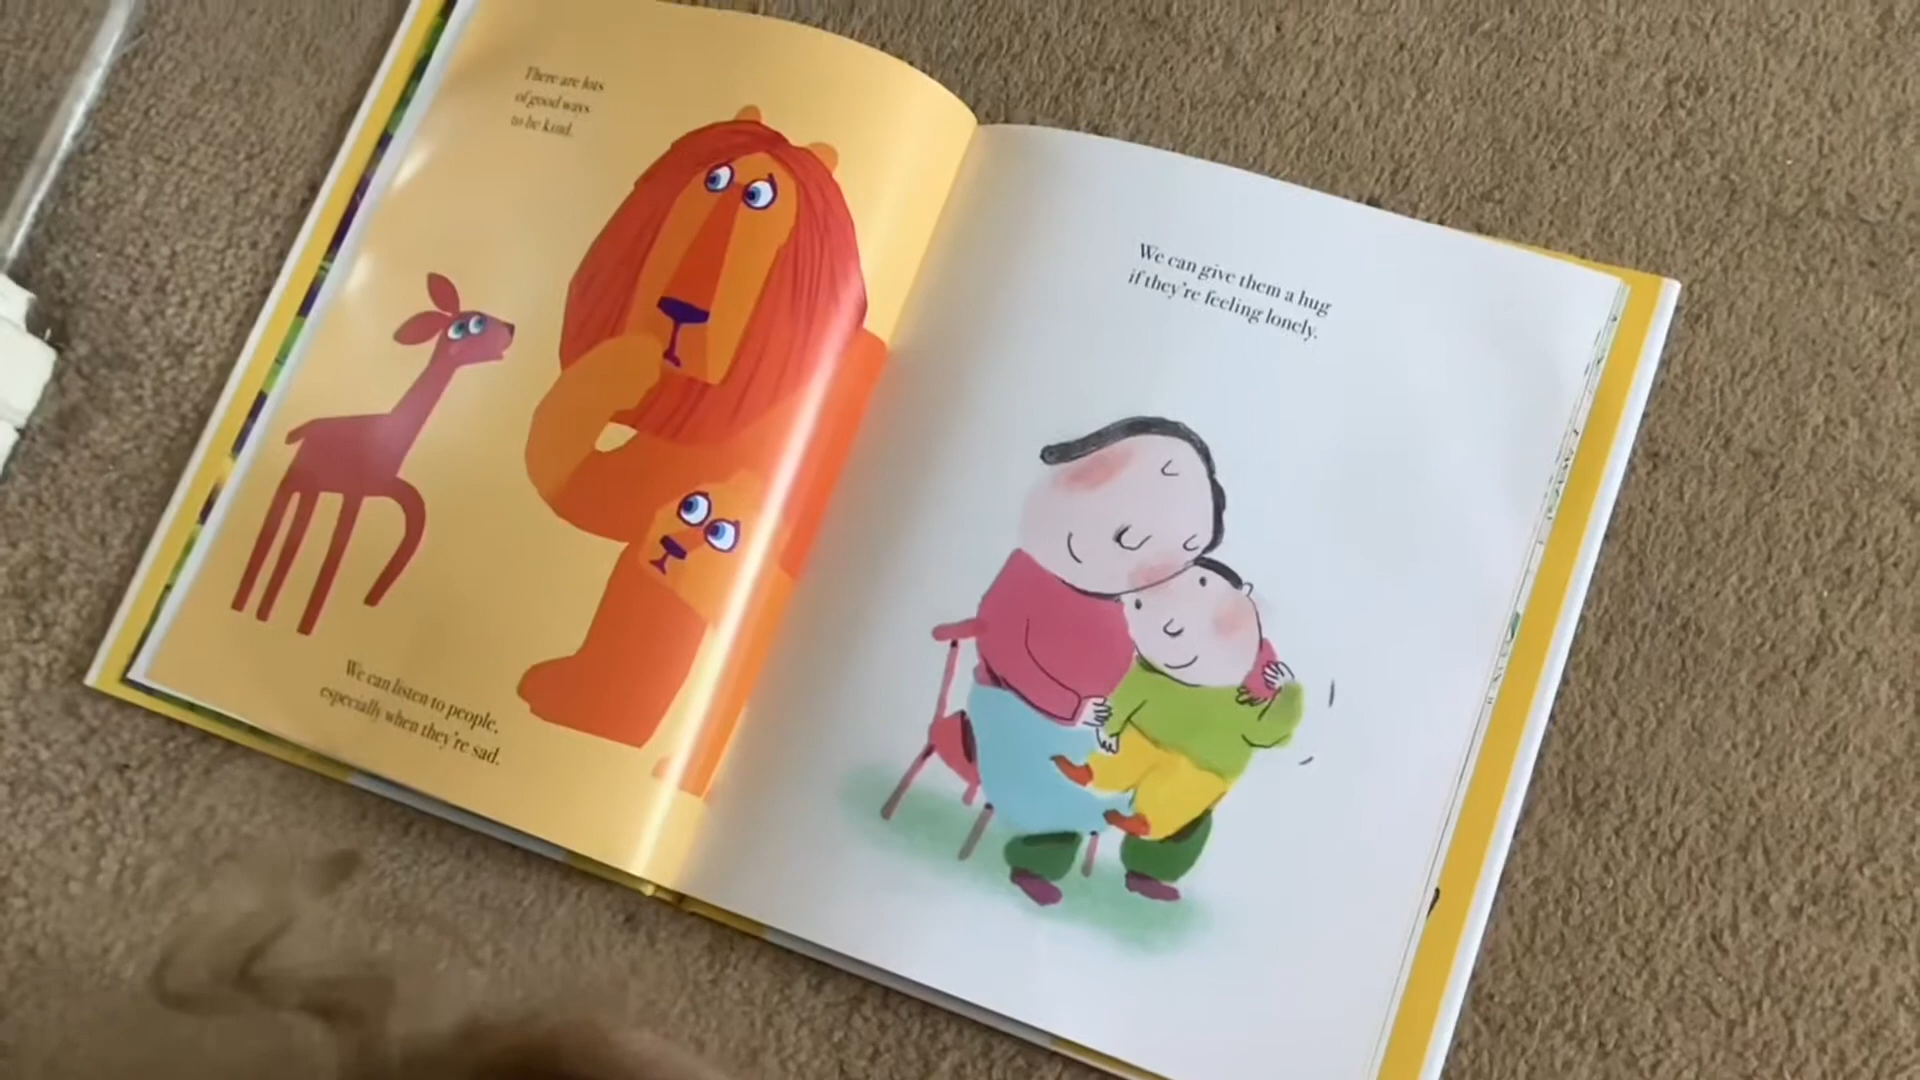 There are lots
of good ways
to be kind.
We can listen to people,
especially when they're sad.
We can give them a hug
if they're feeling lonely.